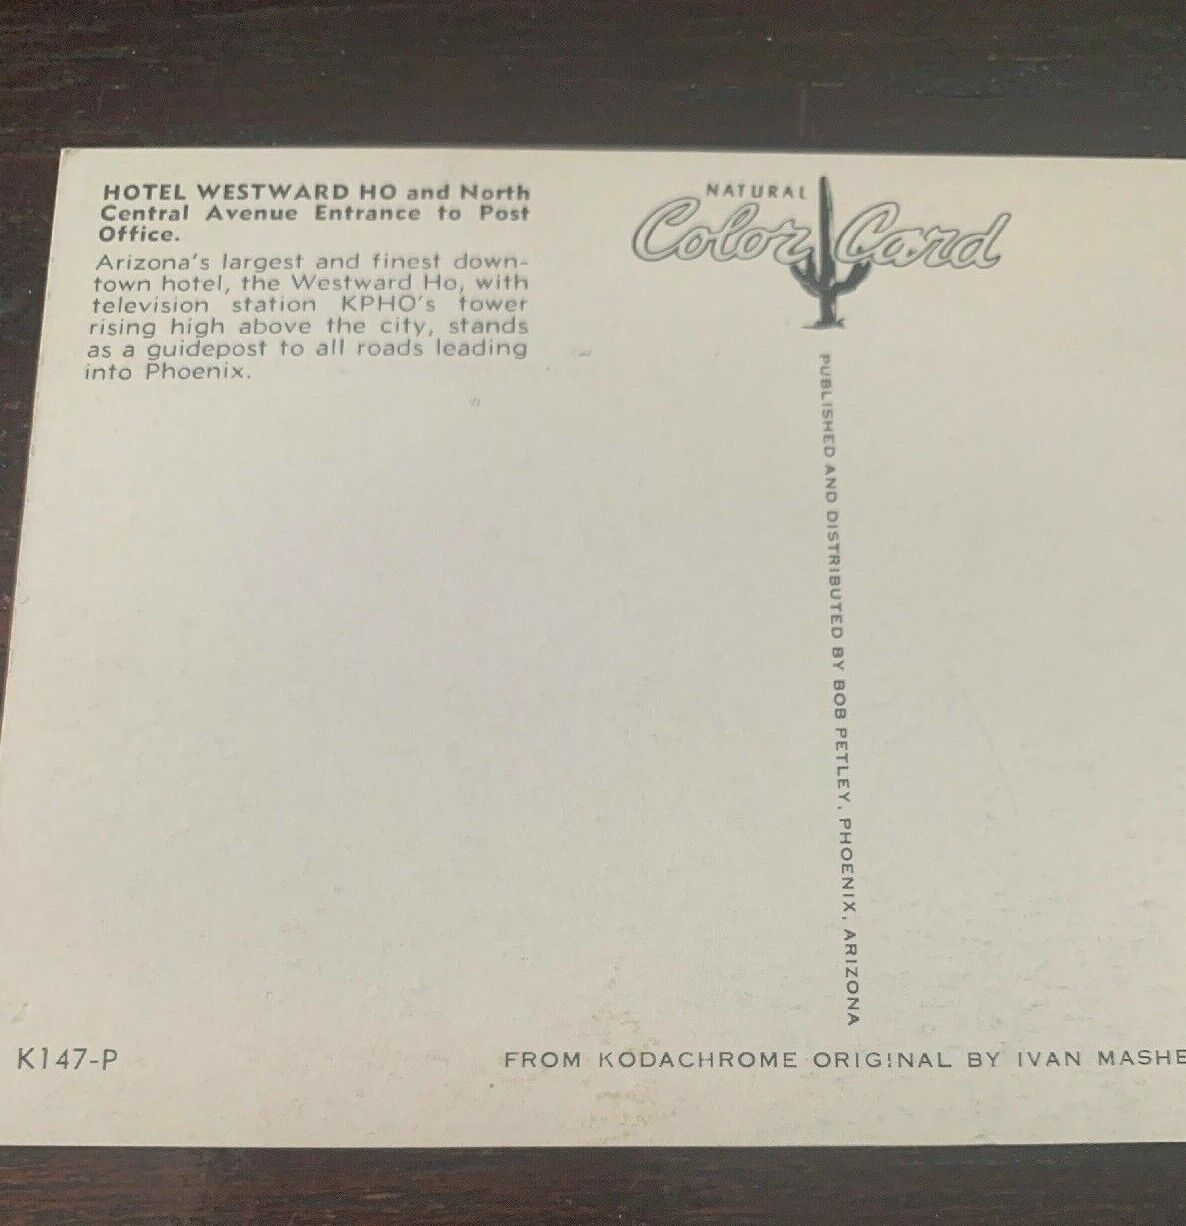 HOTEL WESTWARD HO and North
Central Avenue Entrance to Post
Office.
Arizona's largest and finest down-
town hotel, the Westward Ho, with
television station KPHO's tower
rising high above the city, stands
as a guidepost to all roads leading
into Phoenix.
NATURAL
Color Card
PUBLISHED AND DISTRIBUTED BY BOB PETLEY, PHOENIX, ARIZONA
K147-P
FROM KODACHROME ORIGINAL BY IVAN MASHE